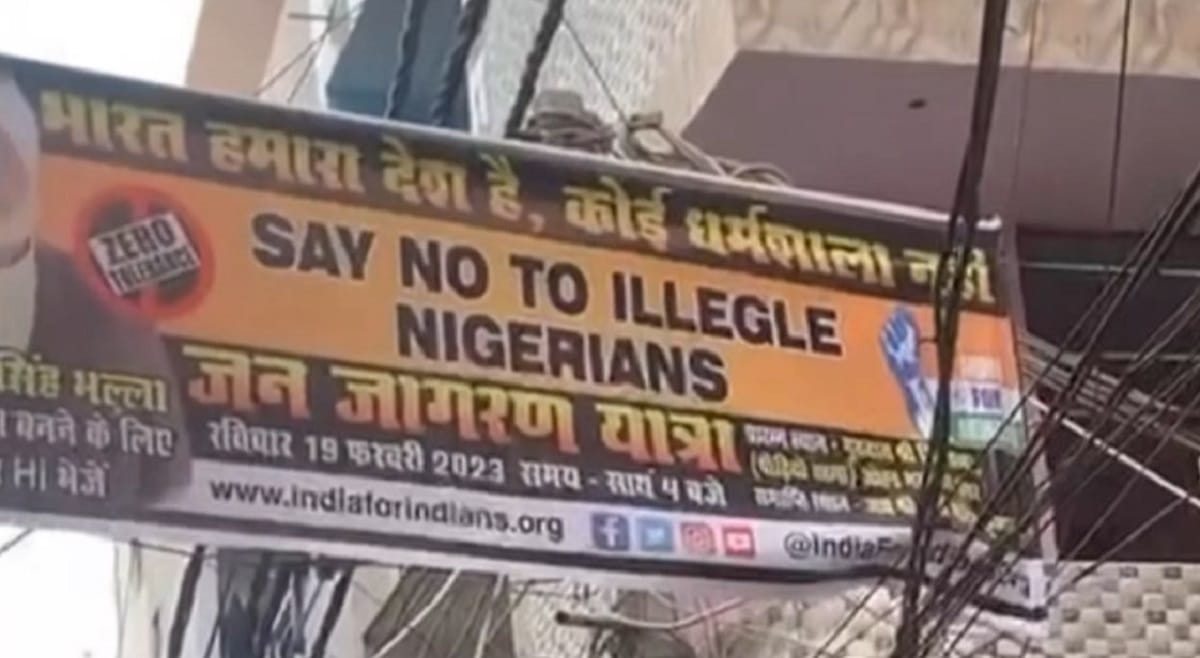 भारत हमारा देश है, कोई धर्मशाला नहीं
ZERO
TOLERANCE
SAY NO TO ILLEGLE
NIGERIANS
जन जागरण यात्रा
रविवार 19 फरवरी 2023 समय - सायं 4 बजे
सिंह भल्ला
बनने के लिए
HI भेजें
www.indiaforindians.org